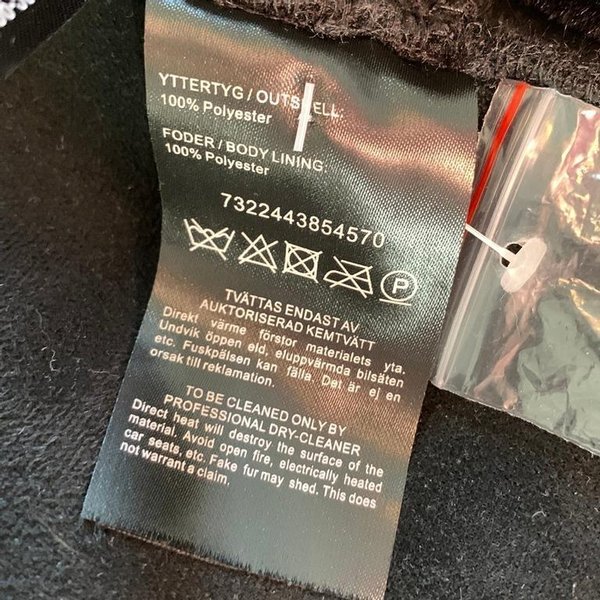 YTTERTYG / OUTSHELL:
100% Polyester
FODER / BODY LINING:
100% Polyester
7322443854570
P
TVÄTTAS ENDAST AV
AUKTORISERAD KEMTVÄTT
Direkt värme förstör materialets yta.
Undvik öppen eld, eluppvärmda bilsäten
etc. Fuskpälsen kan fälla. Det är ej en
orsak till reklamation.
TO BE CLEANED ONLY BY
PROFESSIONAL DRY-CLEANER
Direct heat will destroy the surface of the
material. Avoid open fire, electrically heated
car seats, etc. Fake fur may shed. This does
not warrant a claim.